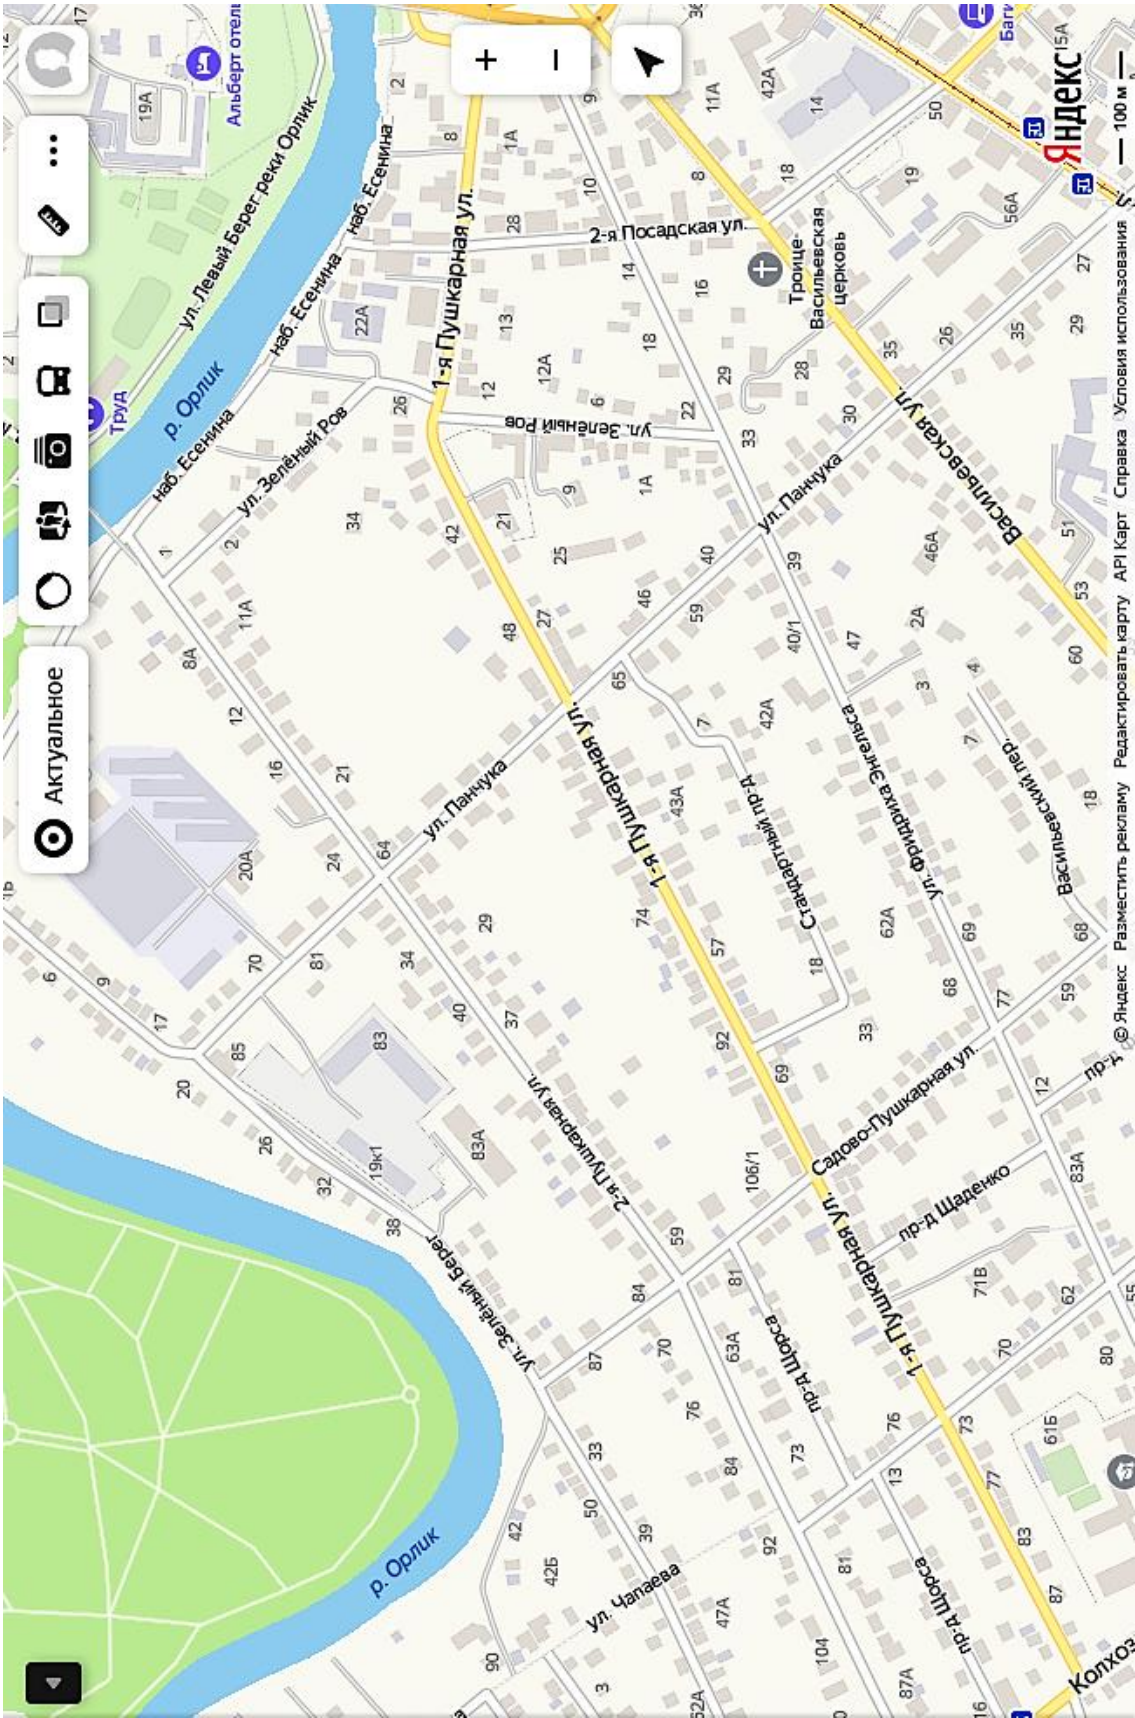 Актуальное
Альберт отель
19А
17
2
ул. Левый Берег реки Орлик
Труд
р. Орлик
наб. Есенина
наб. Есенина
наб. Есенина
2
6
9
17
20
26
32
38
85
70
81
20А
83
19к1
83А
8А
1
2
11А
12
16
21
24
64
34
29
40
37
ул. Зелёный Ров
34
22А
26
8
1А
1-я Пушкарная ул.
28
13
12
12А
6
ул. Зелёный Ров
9
1А
21
25
42
48
27
46
40
59
65
ул. Панчука
ул. Панчука
2-я Пушкарная ул.
ул. Зелёный Берег
р. Орлик
87
84
59
70
63А
81
76
84
73
33
50
39
42
42Б
90
3
62А
47А
92
104
81
87А
16
ул. Чапаева
пр-д Щорса
пр-д Щорса
76
13
73
77
83
87
Колхоз
1-я Пушкарная ул.
1-я Пушкарная ул.
1-я Пушкарная ул.
74
43А
57
92
69
106/1
Садово-Пушкарная ул.
Стандартный пр-д
7
42А
18
33
62А
68
69
77
59
68
ул. Фридриха Энгельса
40/1
39
47
2А
3
4
7
18
Васильевский пер.
46А
51
53
60
Васильевская ул.
ул. Панчука
33
22
29
30
28
35
26
35
29
27
18
14
16
10
9
8
18
2-я Посадская ул.
Троице-
Васильевская
церковь
11А
42А
14
50
19
56А
15А
пр-д Щаденко
71В
83А
12
62
70
80
55
61Б
пр-д
© Яндекс Разместить рекламу Редактировать карту API Карт Справка Условия использования
Яндекс
100 м